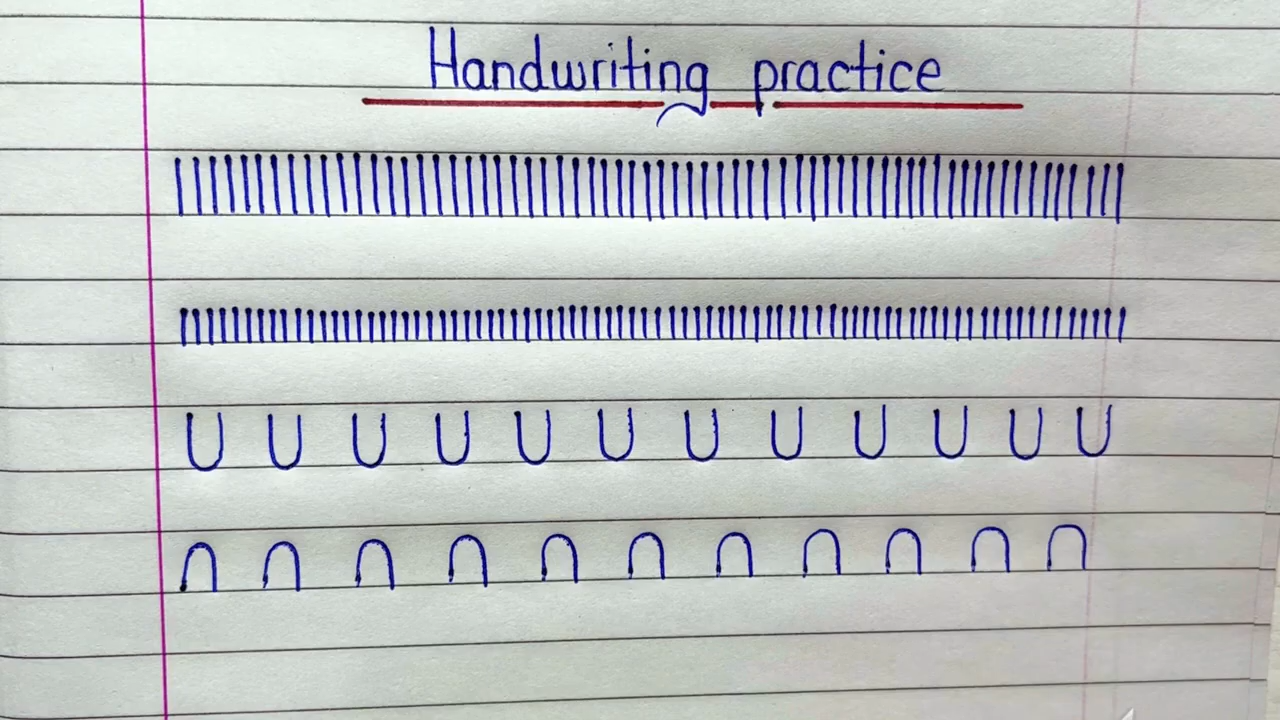 Handwriting practice
||||||||||||||||||||||||||||||||||||||||||||||||||||||||||||||||
||||||||||||||||||||||||||||||||||||||||||||||||||||||||||||||||||||||||||||||
U U U U U U U U U U U U
∩ ∩ ∩ ∩ ∩ ∩ ∩ ∩ ∩ ∩ ∩